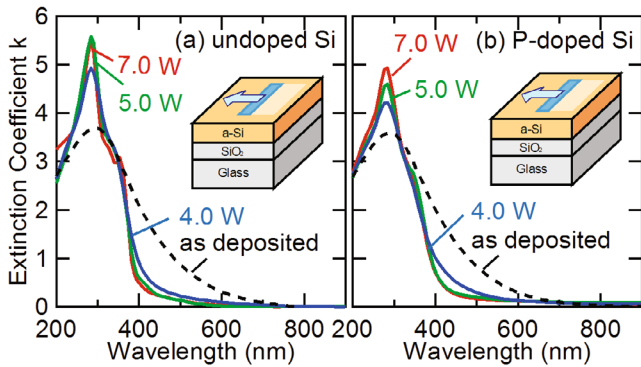 (a) undoped Si
7.0 W
5.0 W
a-Si
SiO₂
Glass
4.0 W
as deposited
(b) P-doped Si
7.0 W
5.0 W
a-Si
SiO₂
Glass
4.0 W
as deposited
Extinction Coefficient k
6
5
4
3
2
1
0
200 400 600 800
200 400 600 800
Wavelength (nm)
Wavelength (nm)